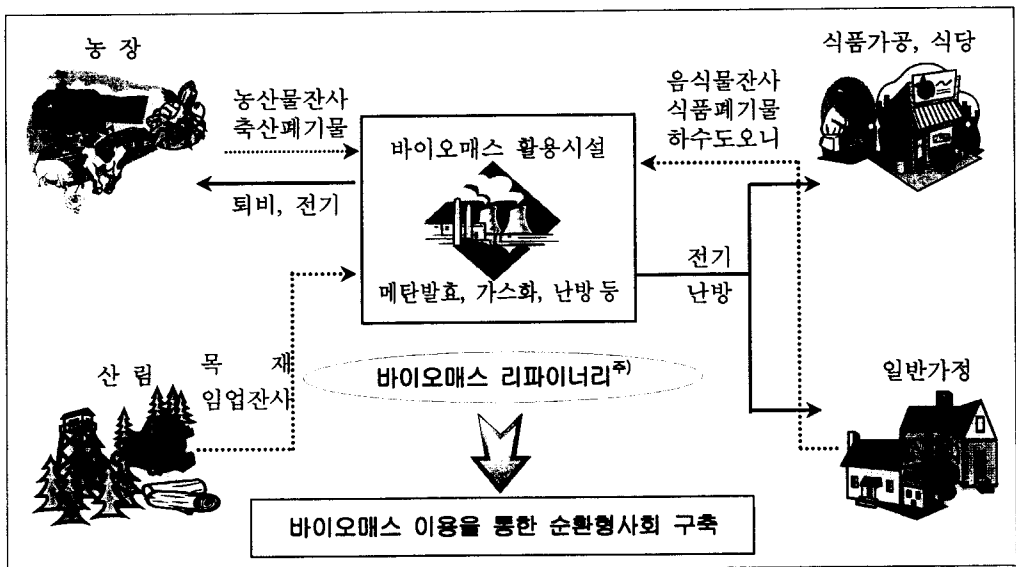 농 장
식품가공, 식당
농산물잔사
축산폐기물
음식물잔사
식품폐기물
하수도오니
바이오매스 활용시설
퇴비, 전기
메탄발효, 가스화, 난방 등
전기
난방
산 림
목 재
임업잔사
바이오매스 리파이너리주)
일반가정
바이오매스 이용을 통한 순환형사회 구축